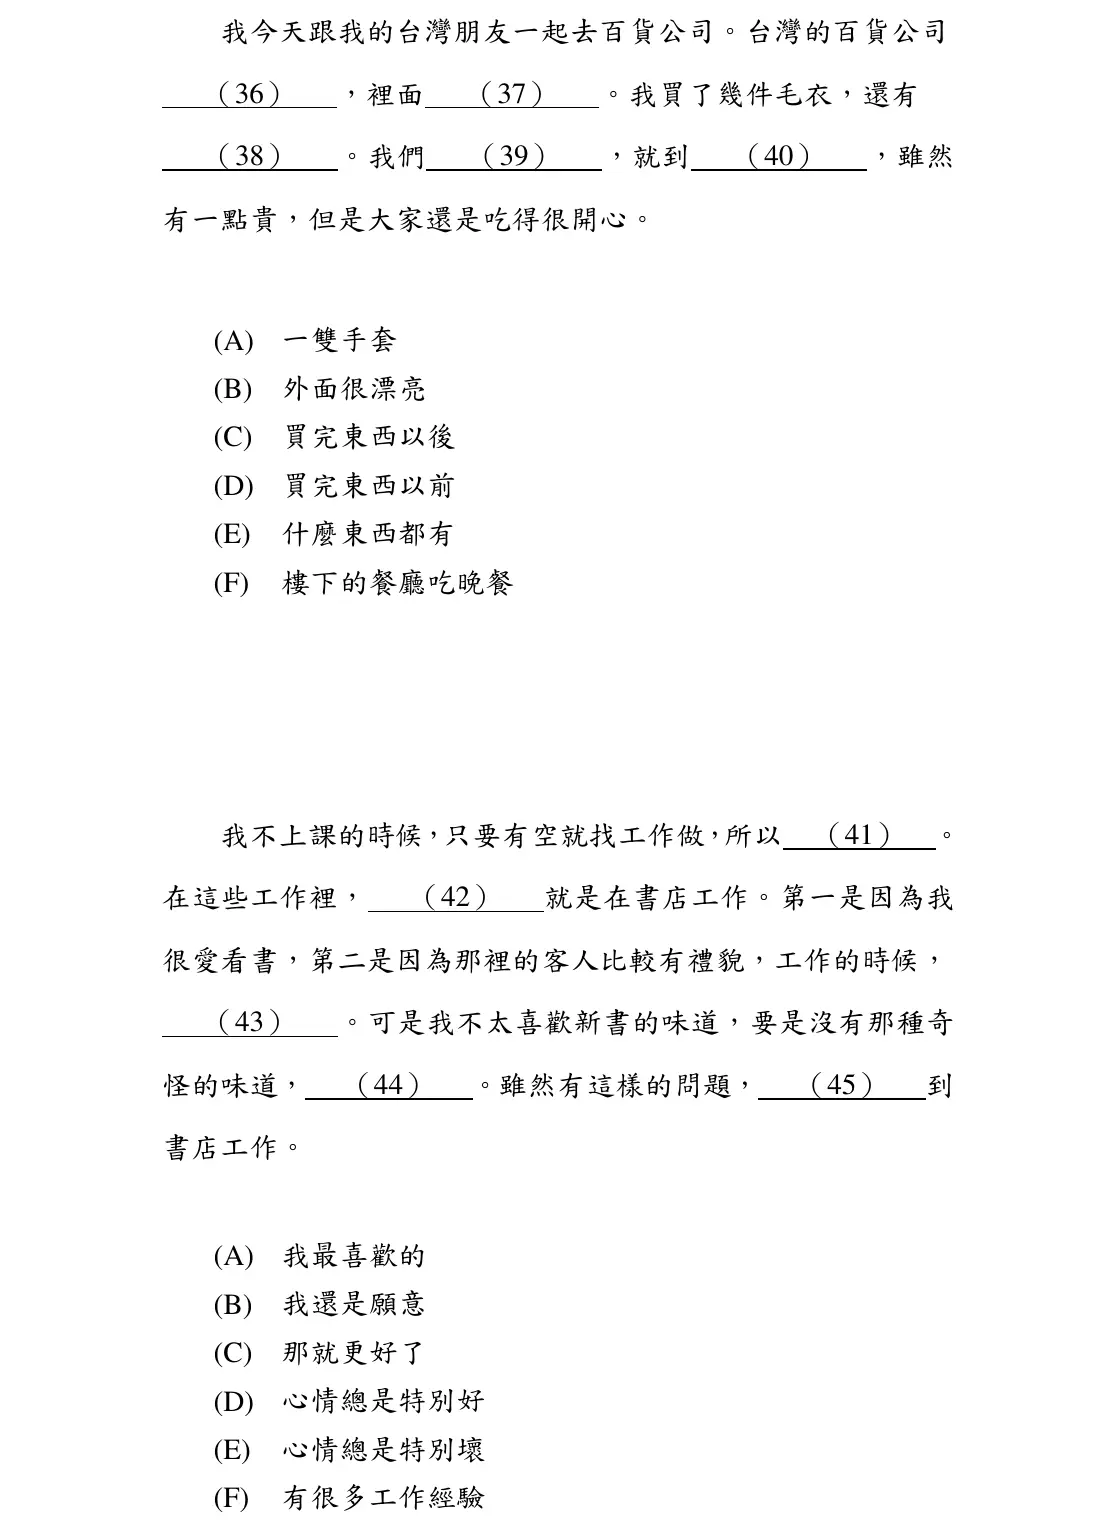 我今天跟我的台灣朋友一起去百貨公司。台灣的百貨公司
（36），裡面（37）。我買了幾件毛衣，還有
（38）。我們（39），就到（40），雖然
有一點貴，但是大家還是吃得很開心。
(A) 一雙手套
(B) 外面很漂亮
(C) 買完東西以後
(D) 買完東西以前
(E) 什麼東西都有
(F) 樓下的餐廳吃晚餐
我不上課的時候，只要有空就找工作做，所以（41）。
在這些工作裡，（42）就是在書店工作。第一是因為我
很愛看書，第二是因為那裡的客人比較有禮貌，工作的時候，
（43）。可是我不太喜歡新書的味道，要是沒有那種奇
怪的味道，（44）。雖然有這樣的問題，（45）到
書店工作。
(A) 我最喜歡的
(B) 我還是願意
(C) 那就更好了
(D) 心情總是特別好
(E) 心情總是特別壞
(F) 有很多工作經驗